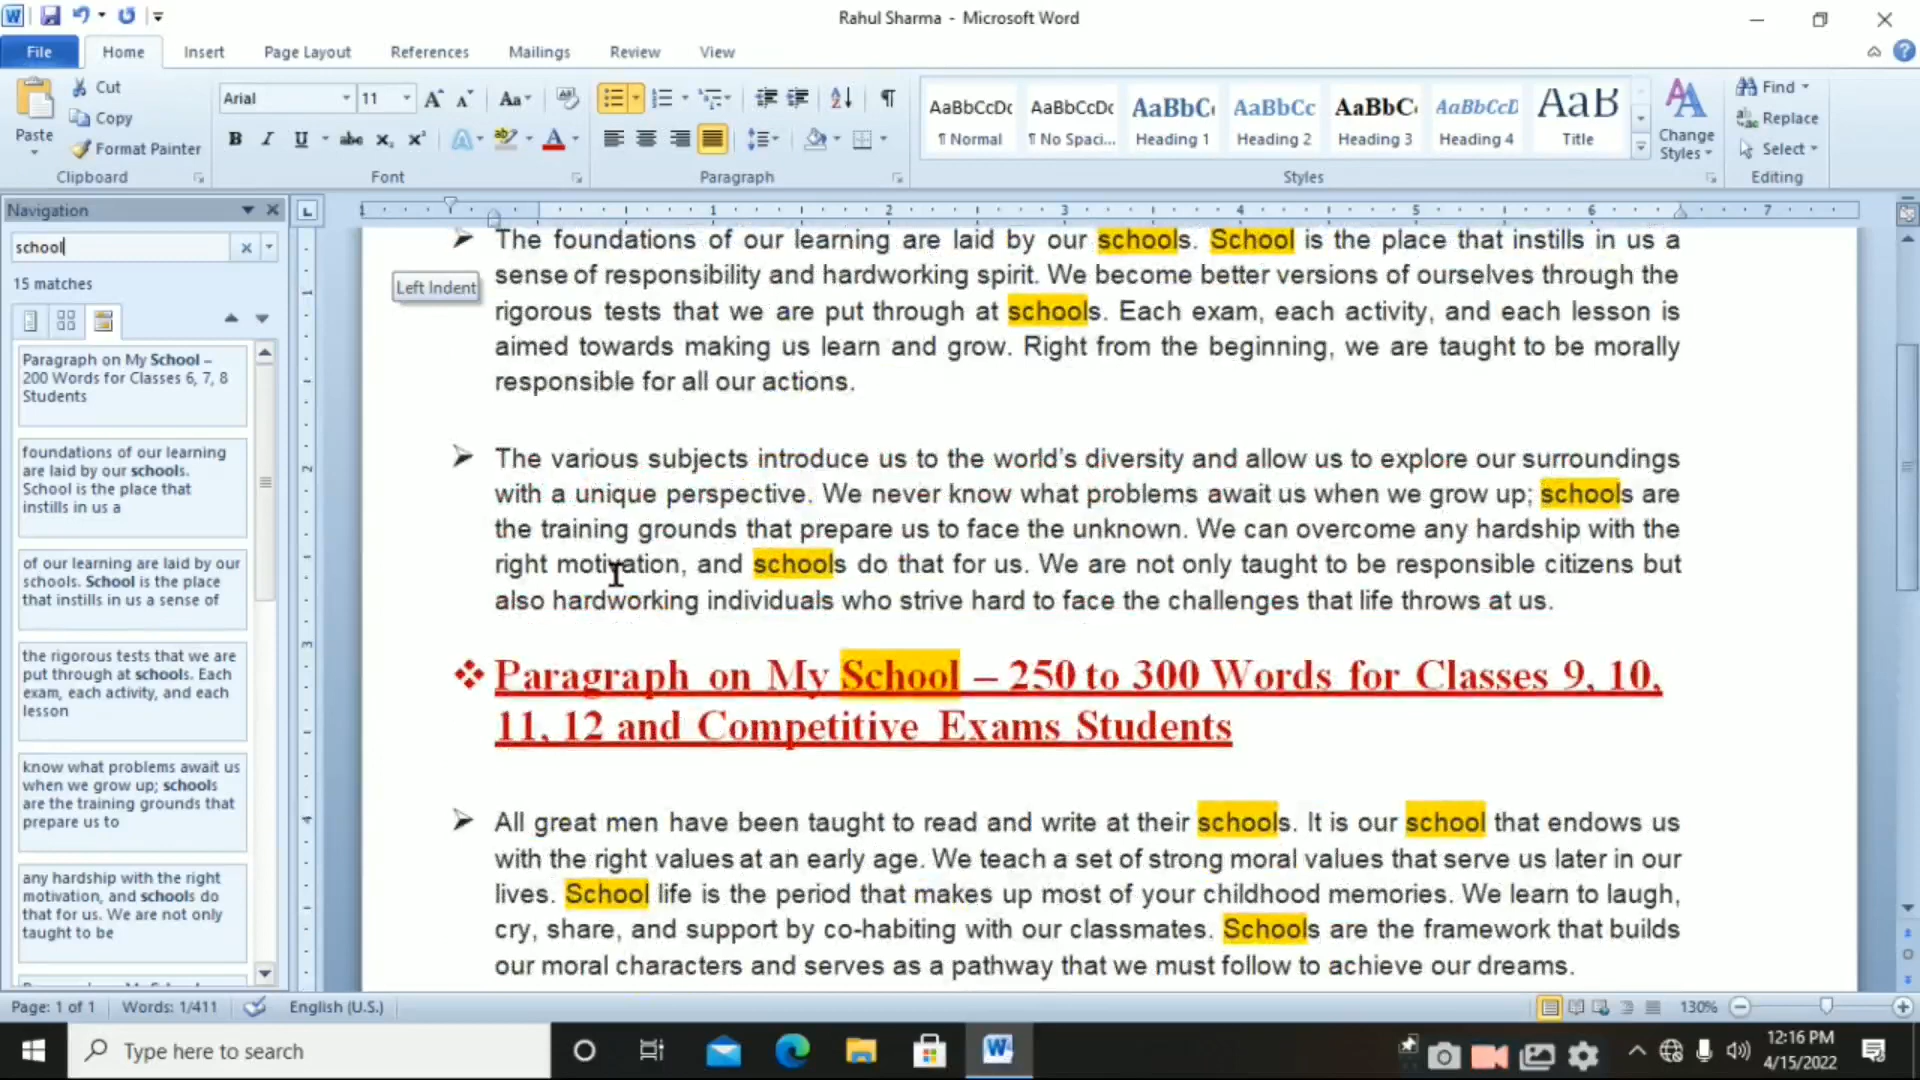 Rahul Sharma - Microsoft Word
File Home Insert Page Layout References Mailings Review View
Paste
Cut
Copy
Format Painter
Clipboard
Arial 11
Font
Paragraph
AaBbCcDc AaBbCcDc AaBbC AaBbCc AaBbC AaBbCcD AaB
¶ Normal ¶ No Spaci... Heading 1 Heading 2 Heading 3 Heading 4 Title
Change Styles
Styles
Find
Replace
Select
Editing
Navigation
school
15 matches
Paragraph on My School –
200 Words for Classes 6, 7, 8
Students
foundations of our learning
are laid by our schools.
School is the place that
instills in us a
of our learning are laid by our
schools. School is the place
that instills in us a sense of
the rigorous tests that we are
put through at schools. Each
exam, each activity, and each
lesson
know what problems await us
when we grow up; schools
are the training grounds that
prepare us to
any hardship with the right
motivation, and schools do
that for us. We are not only
taught to be
Left Indent
1 1 2 3 4 5 6 7
1
2
3
4
The foundations of our learning are laid by our schools. School is the place that instills in us a
sense of responsibility and hardworking spirit. We become better versions of ourselves through the
rigorous tests that we are put through at schools. Each exam, each activity, and each lesson is
aimed towards making us learn and grow. Right from the beginning, we are taught to be morally
responsible for all our actions.
The various subjects introduce us to the world's diversity and allow us to explore our surroundings
with a unique perspective. We never know what problems await us when we grow up; schools are
the training grounds that prepare us to face the unknown. We can overcome any hardship with the
right motivation, and schools do that for us. We are not only taught to be responsible citizens but
also hardworking individuals who strive hard to face the challenges that life throws at us.
Paragraph on My School – 250 to 300 Words for Classes 9, 10,
11, 12 and Competitive Exams Students
All great men have been taught to read and write at their schools. It is our school that endows us
with the right values at an early age. We teach a set of strong moral values that serve us later in our
lives. School life is the period that makes up most of your childhood memories. We learn to laugh,
cry, share, and support by co-habiting with our classmates. Schools are the framework that builds
our moral characters and serves as a pathway that we must follow to achieve our dreams.
Page: 1 of 1 Words: 1/411 English (U.S.) 130%
Type here to search
12:16 PM
4/15/2022